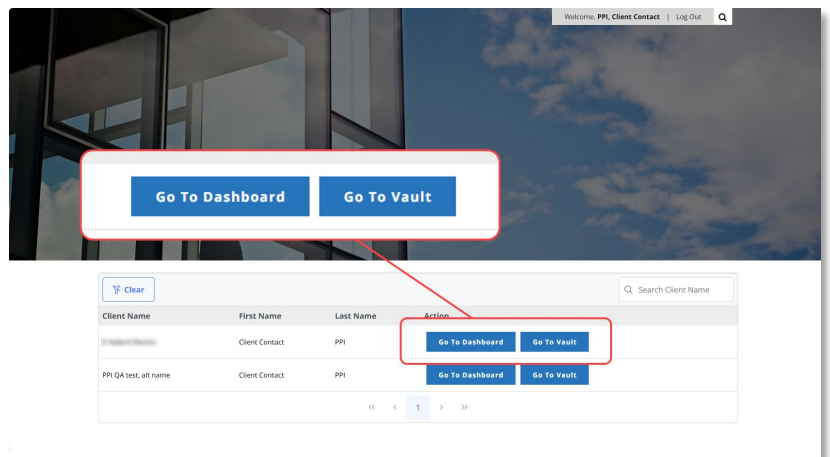 Welcome, PPI, Client Contact | Log Out
Go To Dashboard Go To Vault
Clear Search Client Name
Client Name First Name Last Name Action
Client Contact PPI Go To Dashboard Go To Vault
PPI QA test, alt name Client Contact PPI Go To Dashboard Go To Vault
<< < 1 > >>